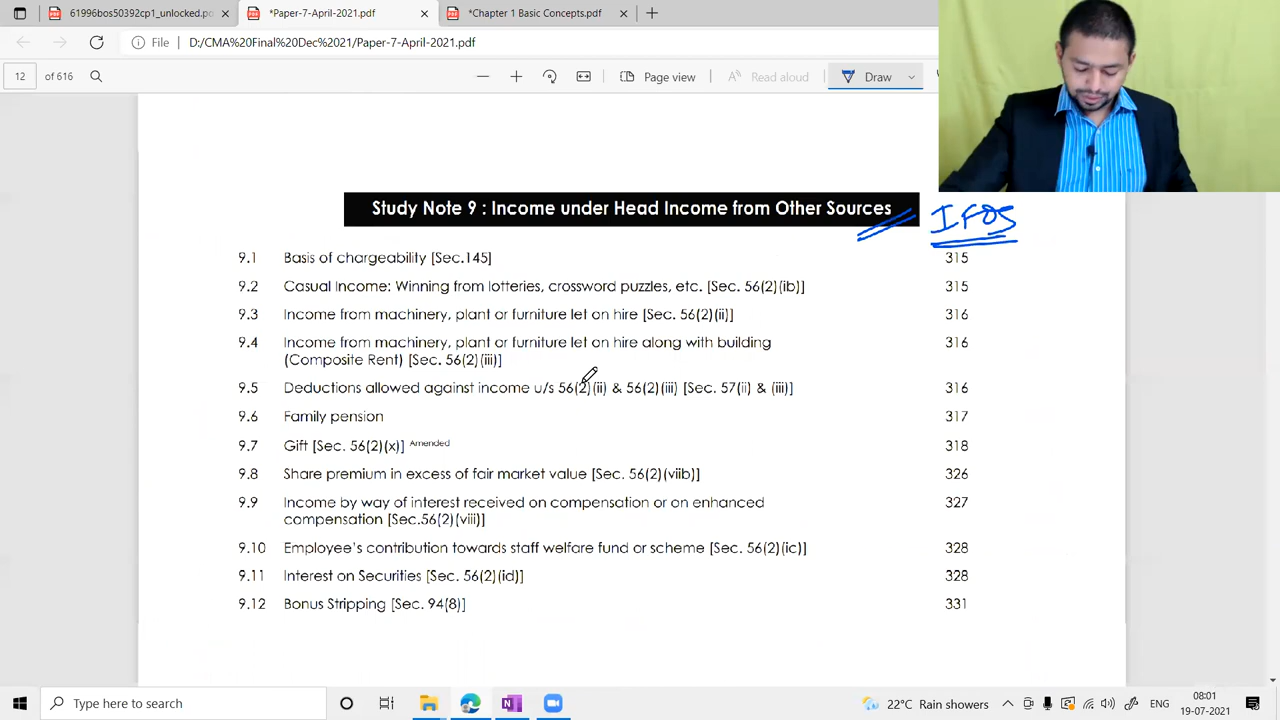 61996bos50392cp1_unlocked.po
*Paper-7-April-2021.pdf
*Chapter 1 Basic Concepts.pdf
File
D:/CMA%20Final%20Dec%2021/Paper-7-April-2021.pdf
12
of 616
Page view
Read aloud
Draw
Study Note 9 : Income under Head Income from Other Sources
IFOS
9.1 Basis of chargeability [Sec.145] 315
9.2 Casual Income: Winning from lotteries, crossword puzzles, etc. [Sec. 56(2)(ib)] 315
9.3 Income from machinery, plant or furniture let on hire [Sec. 56(2)(ii)] 316
9.4 Income from machinery, plant or furniture let on hire along with building 316
(Composite Rent) [Sec. 56(2)(iii)]
9.5 Deductions allowed against income u/s 56(2)(ii) & 56(2)(iii) [Sec. 57(ii) & (iii)] 316
9.6 Family pension 317
9.7 Gift [Sec. 56(2)(x)] Amended 318
9.8 Share premium in excess of fair market value [Sec. 56(2)(viib)] 326
9.9 Income by way of interest received on compensation or on enhanced 327
compensation [Sec.56(2)(viii)]
9.10 Employee's contribution towards staff welfare fund or scheme [Sec. 56(2)(ic)] 328
9.11 Interest on Securities [Sec. 56(2)(id)] 328
9.12 Bonus Stripping [Sec. 94(8)] 331
Type here to search
22°C Rain showers
ENG
08:01
19-07-2021